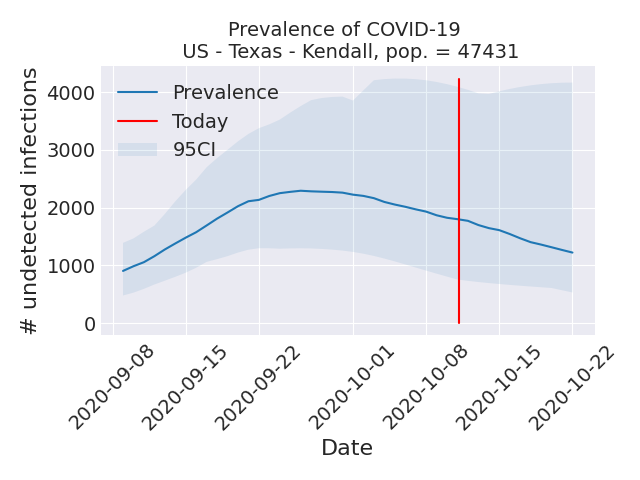 Prevalence of COVID-19
US - Texas - Kendall, pop. = 47431
# undetected infections
4000
3000
2000
1000
0
Prevalence
Today
95CI
2020-09-08
2020-09-15
2020-09-22
2020-10-01
2020-10-08
2020-10-15
2020-10-22
Date